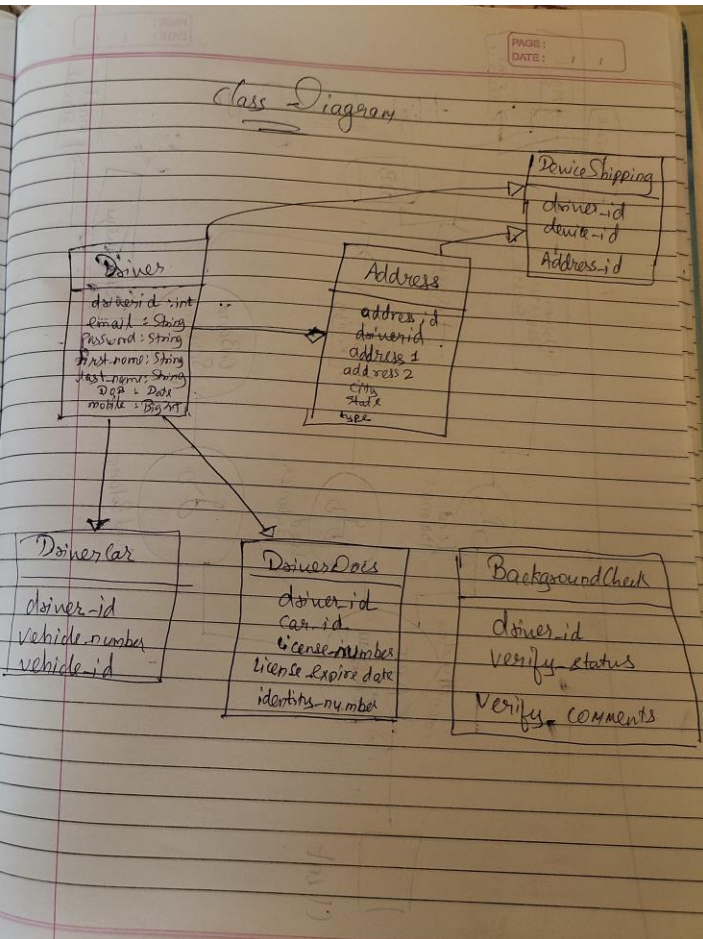 PAGE:
DATE: / /
Class Diagram
DeviceShipping
driver_id
device_id
Address_id
Driver
driverid : int
email : String
Password : String
first_name : String
last_name : String
DOB : Date
mobile : BigInt
Address
address_id
driverid
address 1
address 2
city
state
type
DriverCar
driver_id
vehicle_number
vehicle_id
DriverDocs
driver_id
car_id
license_number
license_expire date
identity_number
BackgroundCheck
driver_id
verify_status
verify_comments